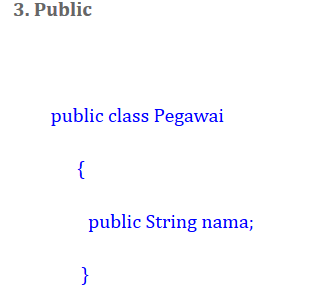 3. Public
public class Pegawai
{
public String nama;
}